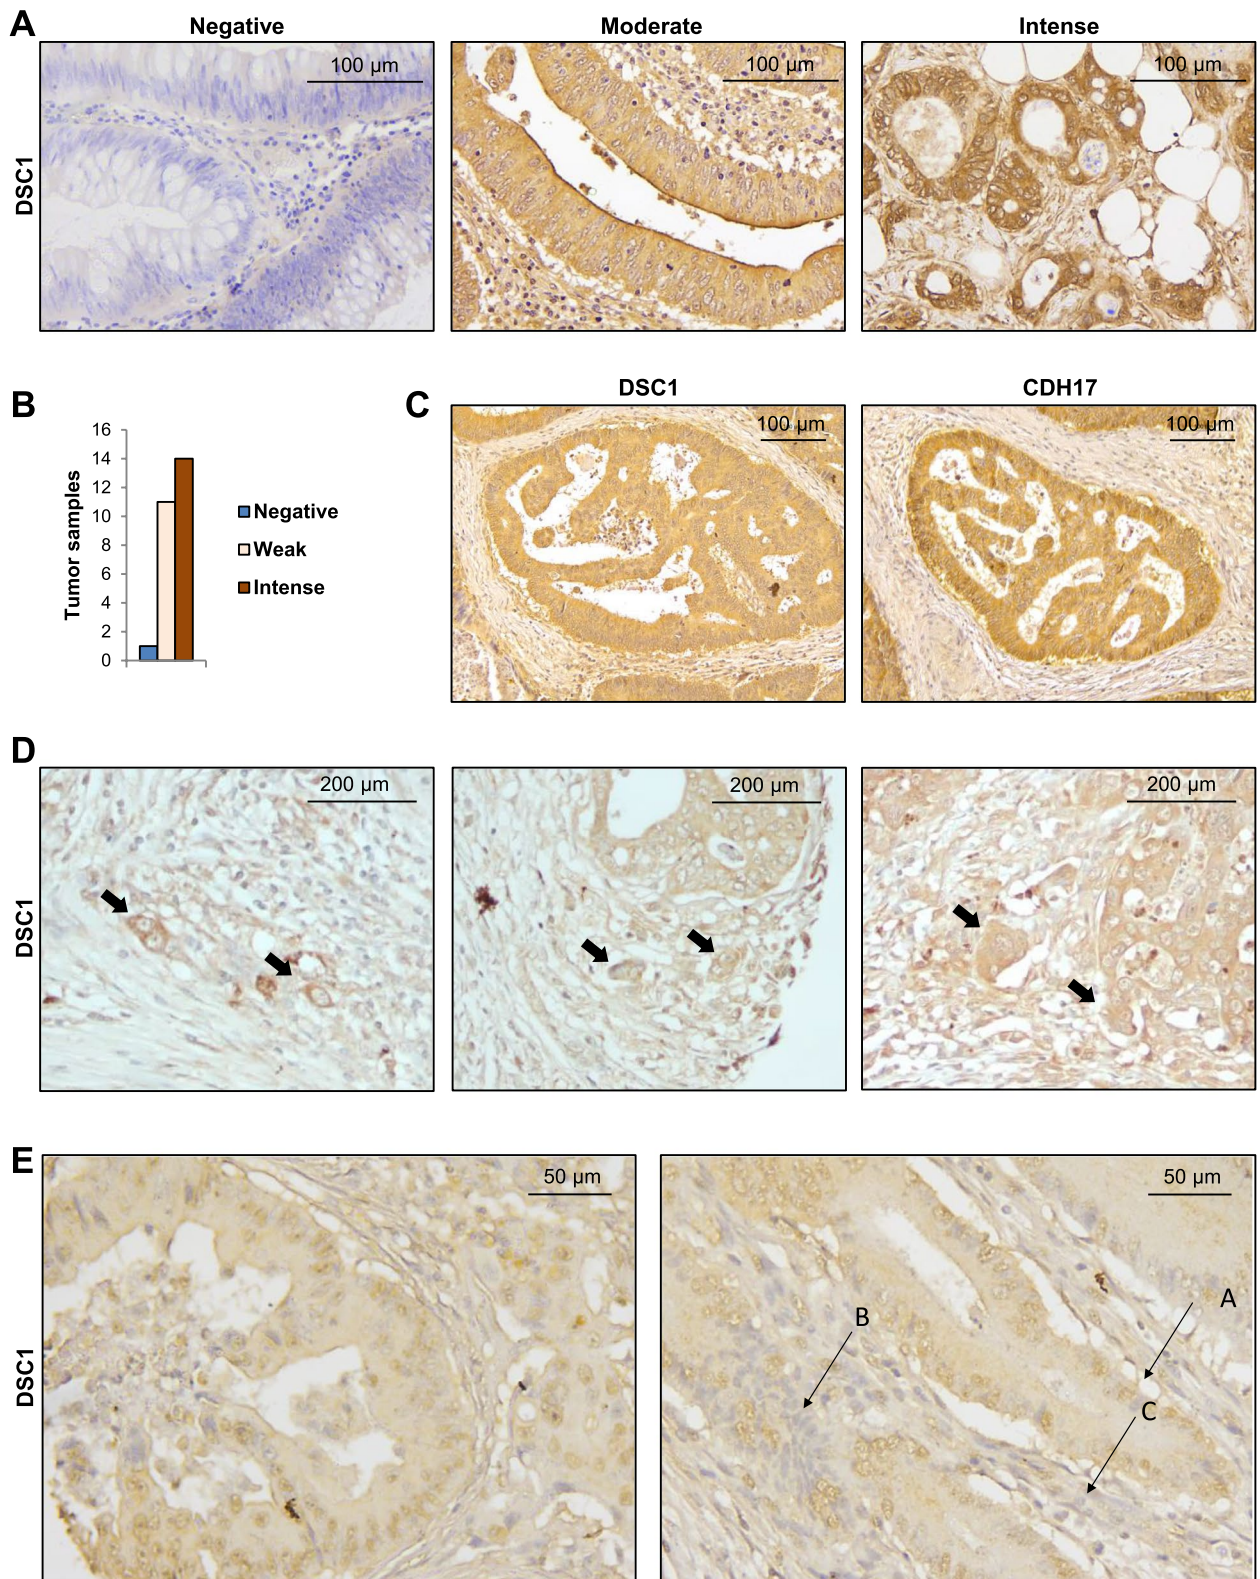 A
Negative
Moderate
Intense
DSC1
100 µm
100 µm
100 µm
B
16
14
12
10
8
6
4
2
0
Tumor samples
Negative
Weak
Intense
C
DSC1
CDH17
100 µm
100 µm
D
DSC1
200 µm
200 µm
200 µm
E
DSC1
50 µm
50 µm
A
B
C